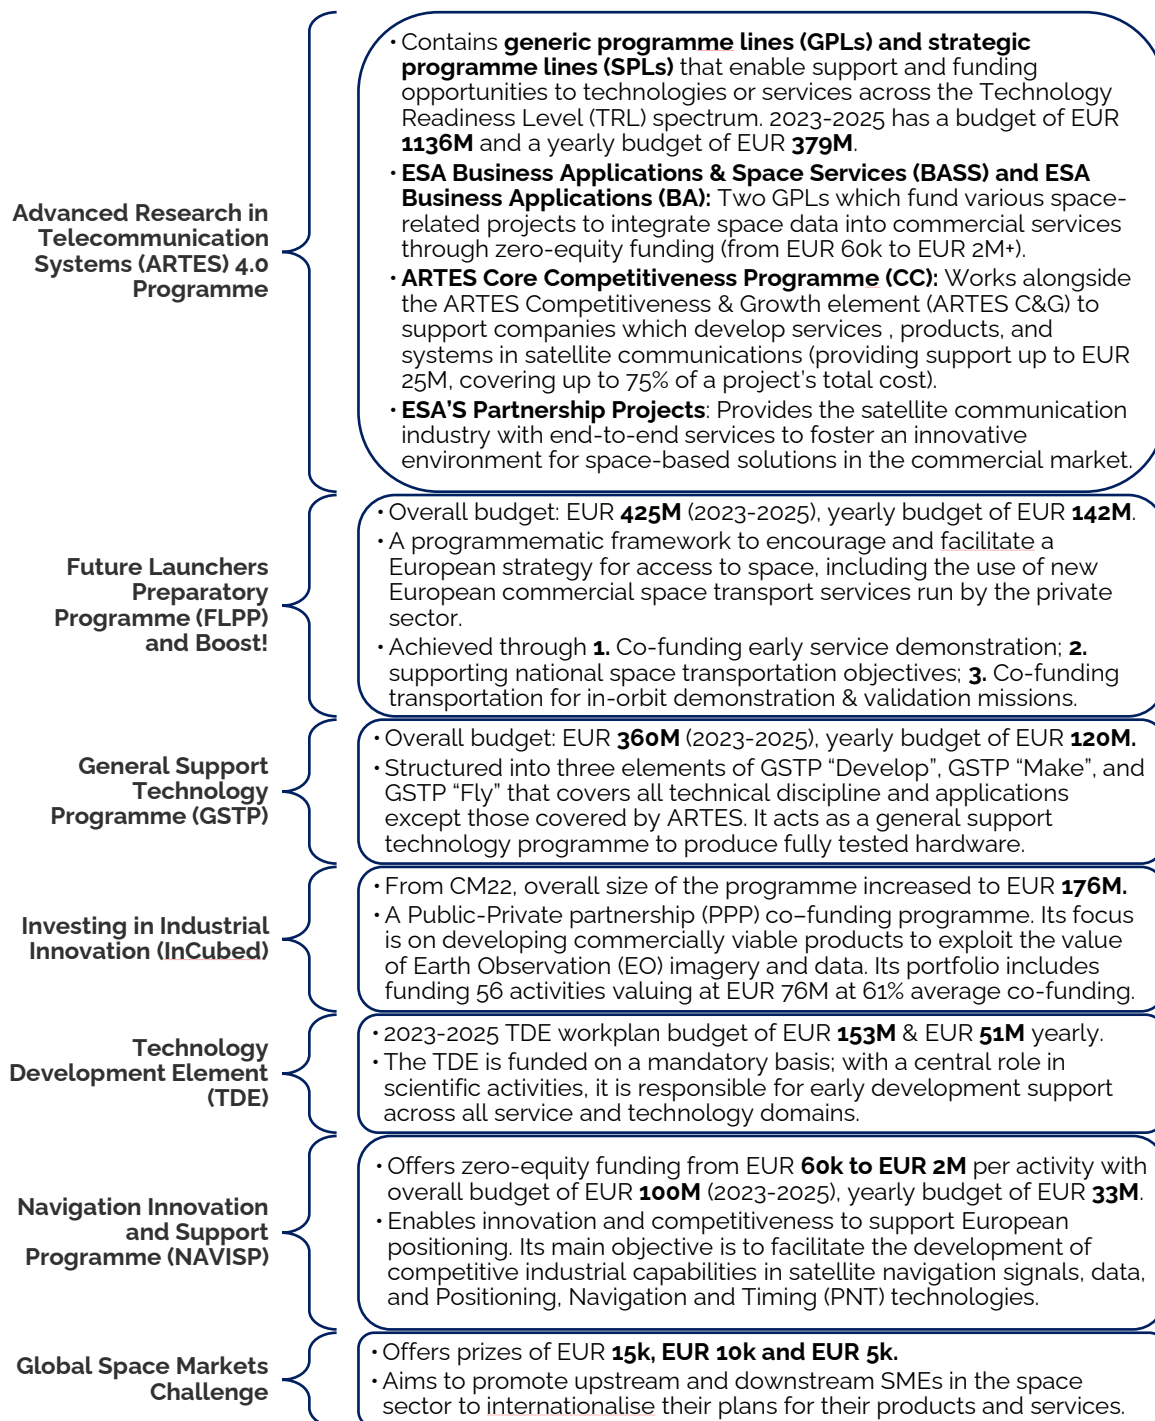 Advanced Research in
Telecommunication
Systems (ARTES) 4.0
Programme
• Contains generic programme lines (GPLs) and strategic
programme lines (SPLs) that enable support and funding
opportunities to technologies or services across the Technology
Readiness Level (TRL) spectrum. 2023-2025 has a budget of EUR
1136M and a yearly budget of EUR 379M.
• ESA Business Applications & Space Services (BASS) and ESA
Business Applications (BA): Two GPLs which fund various space-
related projects to integrate space data into commercial services
through zero-equity funding (from EUR 60k to EUR 2M+).
• ARTES Core Competitiveness Programme (CC): Works alongside
the ARTES Competitiveness & Growth element (ARTES C&G) to
support companies which develop services , products, and
systems in satellite communications (providing support up to EUR
25M, covering up to 75% of a project's total cost).
• ESA'S Partnership Projects: Provides the satellite communication
industry with end-to-end services to foster an innovative
environment for space-based solutions in the commercial market.
Future Launchers
Preparatory
Programme (FLPP)
and Boost!
• Overall budget: EUR 425M (2023-2025), yearly budget of EUR 142M.
• A programmematic framework to encourage and facilitate a
European strategy for access to space, including the use of new
European commercial space transport services run by the private
sector.
• Achieved through 1. Co-funding early service demonstration; 2.
supporting national space transportation objectives; 3. Co-funding
transportation for in-orbit demonstration & validation missions.
General Support
Technology
Programme (GSTP)
• Overall budget: EUR 360M (2023-2025), yearly budget of EUR 120M.
• Structured into three elements of GSTP “Develop”, GSTP “Make”, and
GSTP “Fly” that covers all technical discipline and applications
except those covered by ARTES. It acts as a general support
technology programme to produce fully tested hardware.
Investing in Industrial
Innovation (InCubed)
• From CM22, overall size of the programme increased to EUR 176M.
• A Public-Private partnership (PPP) co–funding programme. Its focus
is on developing commercially viable products to exploit the value
of Earth Observation (EO) imagery and data. Its portfolio includes
funding 56 activities valuing at EUR 76M at 61% average co-funding.
Technology
Development Element
(TDE)
• 2023-2025 TDE workplan budget of EUR 153M & EUR 51M yearly.
• The TDE is funded on a mandatory basis; with a central role in
scientific activities, it is responsible for early development support
across all service and technology domains.
Navigation Innovation
and Support
Programme (NAVISP)
• Offers zero-equity funding from EUR 60k to EUR 2M per activity with
overall budget of EUR 100M (2023-2025), yearly budget of EUR 33M.
• Enables innovation and competitiveness to support European
positioning. Its main objective is to facilitate the development of
competitive industrial capabilities in satellite navigation signals, data,
and Positioning, Navigation and Timing (PNT) technologies.
Global Space Markets
Challenge
• Offers prizes of EUR 15k, EUR 10k and EUR 5k.
• Aims to promote upstream and downstream SMEs in the space
sector to internationalise their plans for their products and services.